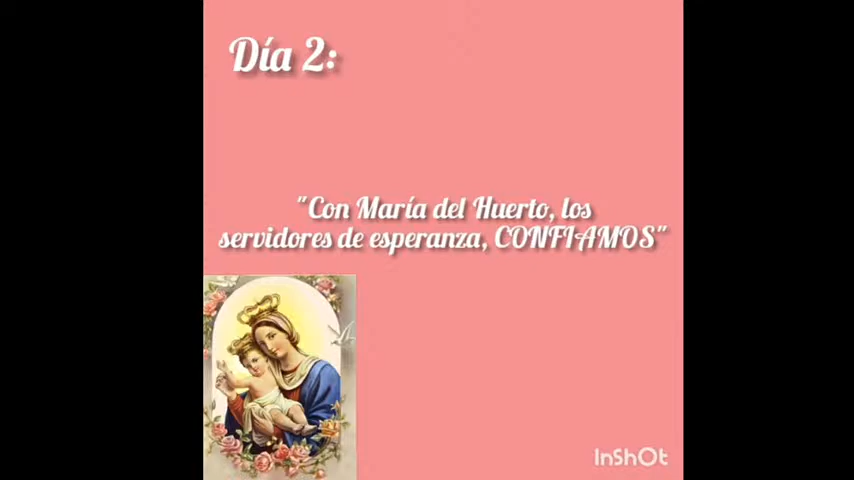 Día 2:
"Con María del Huerto, los
servidores de esperanza, CONFIAMOS"
InShOt